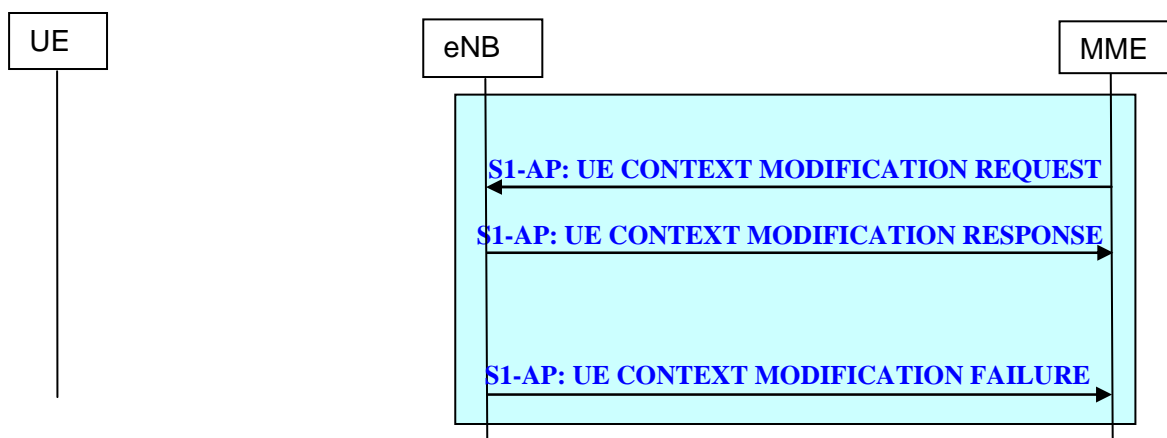 UE
eNB
MME
S1-AP: UE CONTEXT MODIFICATION REQUEST
S1-AP: UE CONTEXT MODIFICATION RESPONSE
S1-AP: UE CONTEXT MODIFICATION FAILURE